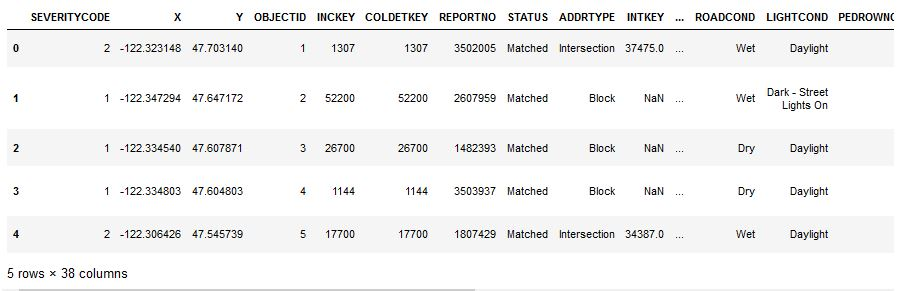 SEVERITYCODE X Y OBJECTID INCKEY COLDETKEY REPORTNO STATUS ADDRTYPE INTKEY ... ROADCOND LIGHTCOND
0 2 -122.323148 47.703140 1 1307 1307 3502005 Matched Intersection 37475.0 ... Wet Daylight
1 1 -122.347294 47.647172 2 52200 52200 2607959 Matched Block NaN ... Wet Dark - Street
Lights On
2 1 -122.334540 47.607871 3 26700 26700 1482393 Matched Block NaN ... Dry Daylight
3 1 -122.334803 47.604803 4 1144 1144 3503937 Matched Block NaN ... Dry Daylight
4 2 -122.306426 47.545739 5 17700 17700 1807429 Matched Intersection 34387.0 ... Wet Daylight
5 rows × 38 columns